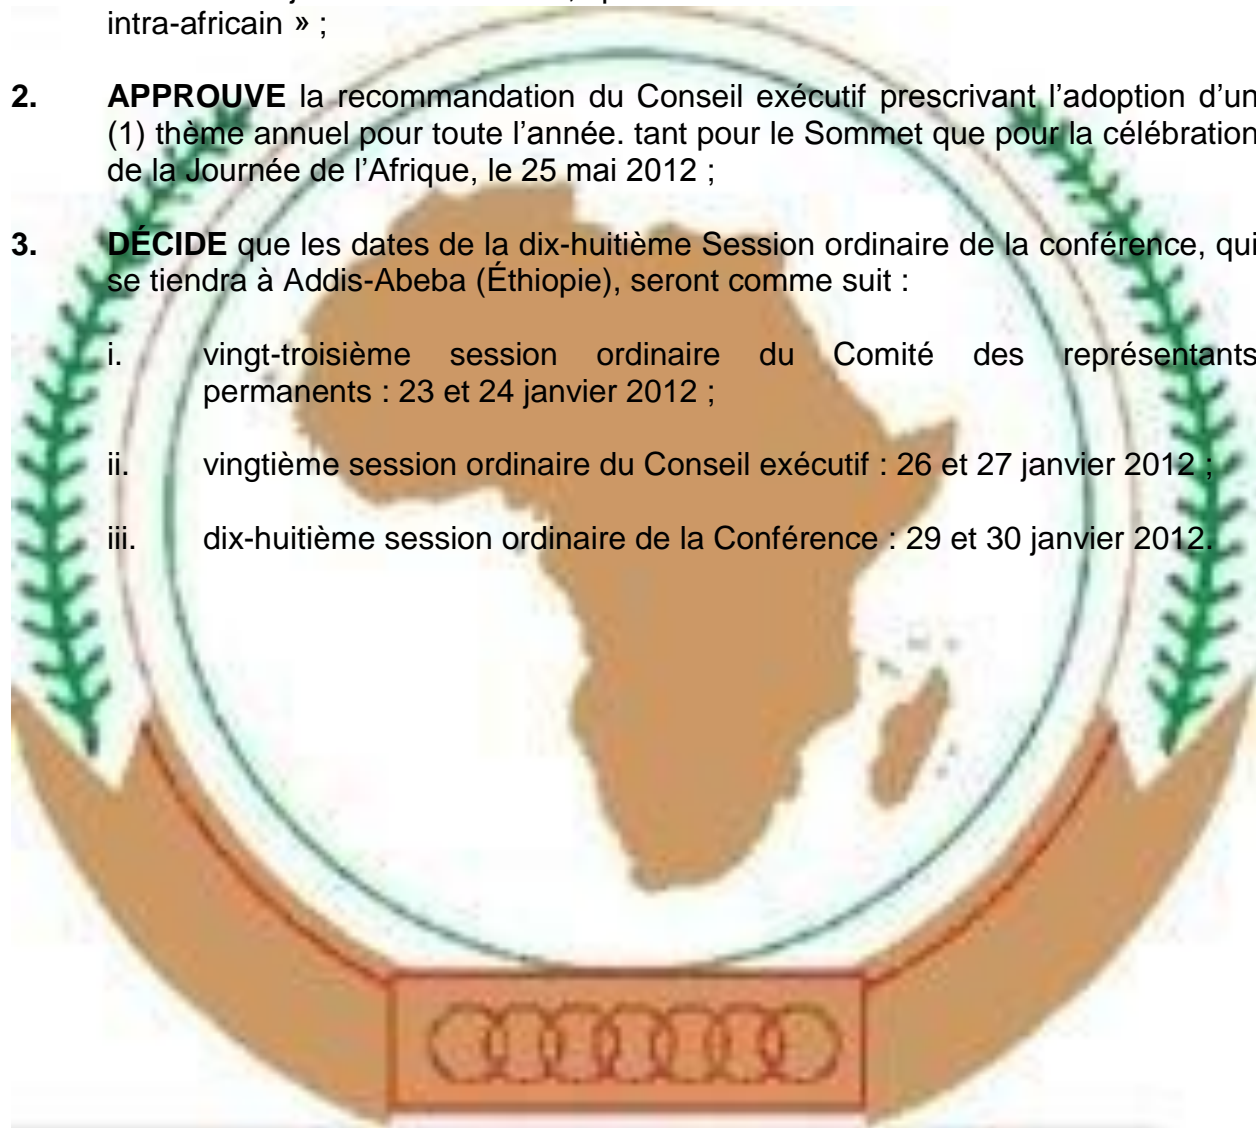 intra-africain » ;
2. APPROUVE la recommandation du Conseil exécutif prescrivant l’adoption d’un
(1) thème annuel pour toute l’année. tant pour le Sommet que pour la célébration
de la Journée de l’Afrique, le 25 mai 2012 ;
3. DÉCIDE que les dates de la dix-huitième Session ordinaire de la conférence, qui
se tiendra à Addis-Abeba (Éthiopie), seront comme suit :
i. vingt-troisième session ordinaire du Comité des représentants
permanents : 23 et 24 janvier 2012 ;
ii. vingtième session ordinaire du Conseil exécutif : 26 et 27 janvier 2012 ;
iii. dix-huitième session ordinaire de la Conférence : 29 et 30 janvier 2012.